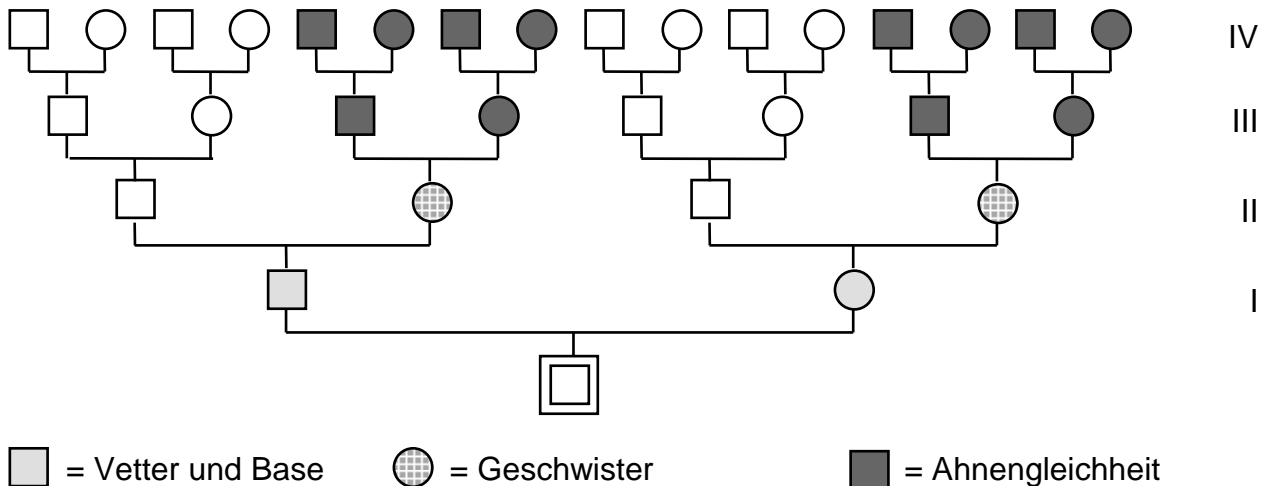 IV
III
II
I
= Vetter und Base = Geschwister = Ahnengleichheit